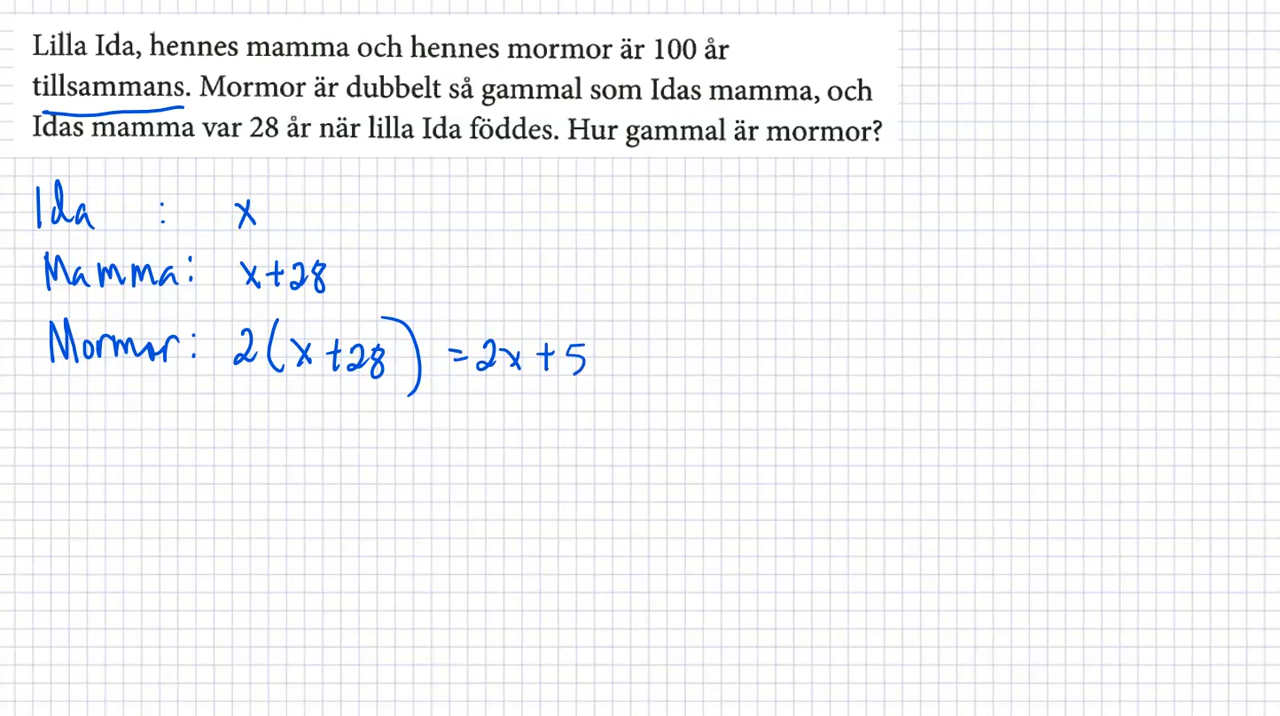 Lilla Ida, hennes mamma och hennes mormor är 100 år
tillsammans. Mormor är dubbelt så gammal som Idas mamma, och
Idas mamma var 28 år när lilla Ida föddes. Hur gammal är mormor?
Ida : x
Mamma: x+28
Mormor: 2(x+28) =2x+5